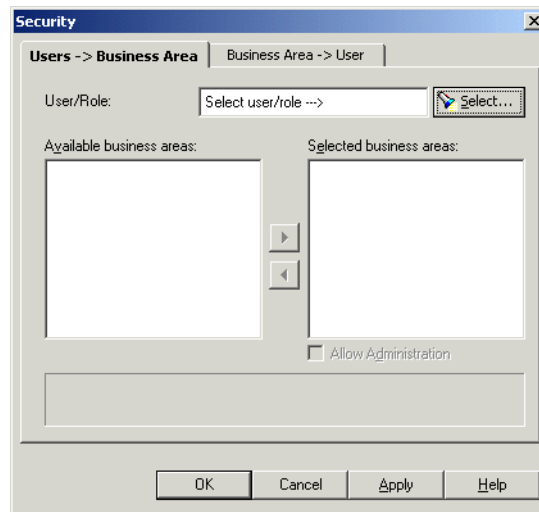 Security
Users -> Business Area
Business Area -> User
User/Role:
Select user/role --->
Select...
Available business areas:
Selected business areas:
Allow Administration
OK
Cancel
Apply
Help